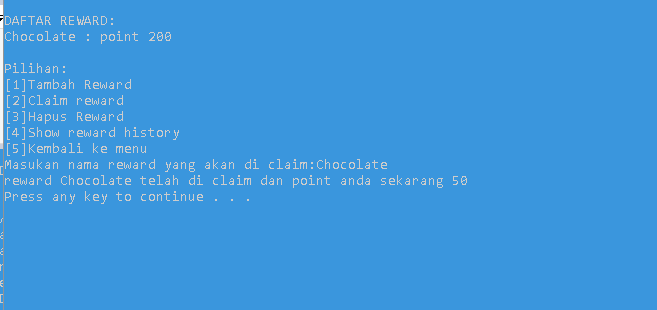 DAFTAR REWARD:
Chocolate : point 200
Pilihan:
[1]Tambah Reward
[2]Claim reward
[3]Hapus Reward
[4]Show reward history
[5]Kembali ke menu
Masukan nama reward yang akan di claim:Chocolate
reward Chocolate telah di claim dan point anda sekarang 50
Press any key to continue . . .